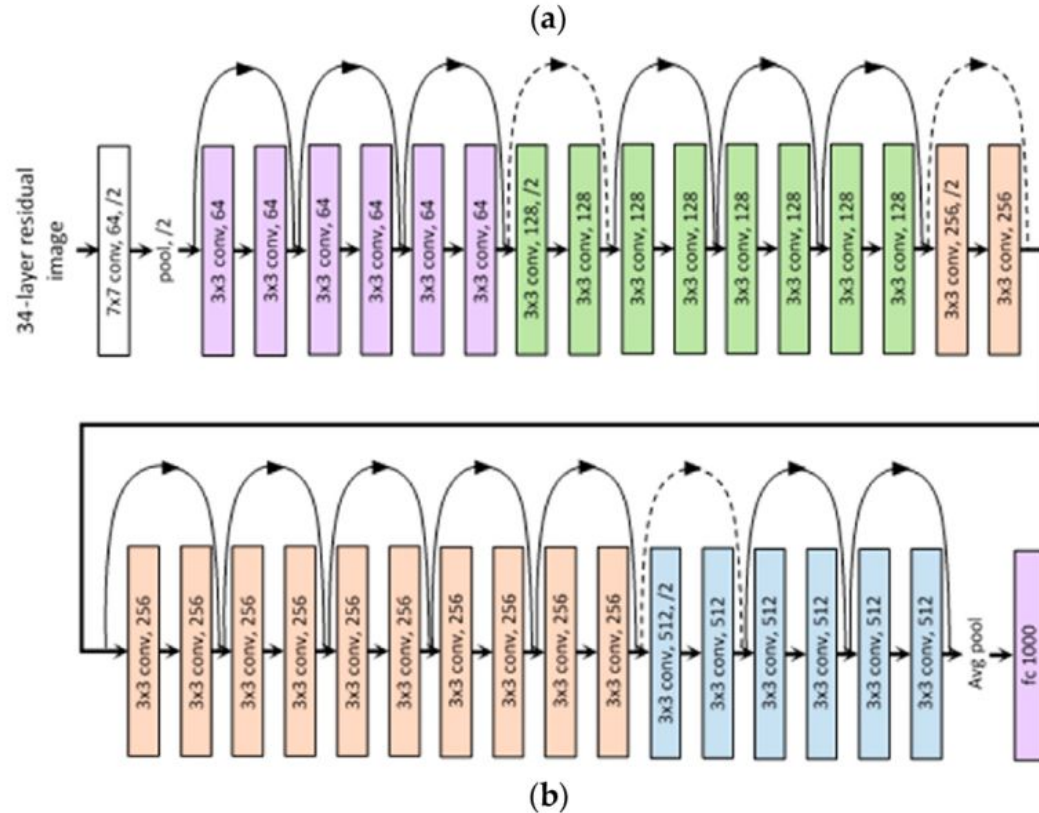 (a)
34-layer residual
image
7x7 conv, 64, /2
pool, /2
3x3 conv, 64
3x3 conv, 64
3x3 conv, 64
3x3 conv, 64
3x3 conv, 64
3x3 conv, 64
3x3 conv, 128, /2
3x3 conv, 128
3x3 conv, 128
3x3 conv, 128
3x3 conv, 128
3x3 conv, 128
3x3 conv, 128
3x3 conv, 128
3x3 conv, 256, /2
3x3 conv, 256
3x3 conv, 256
3x3 conv, 256
3x3 conv, 256
3x3 conv, 256
3x3 conv, 256
3x3 conv, 256
3x3 conv, 256
3x3 conv, 256
3x3 conv, 256
3x3 conv, 256
3x3 conv, 512, /2
3x3 conv, 512
3x3 conv, 512
3x3 conv, 512
3x3 conv, 512
3x3 conv, 512
Avg pool
fc 1000
(b)